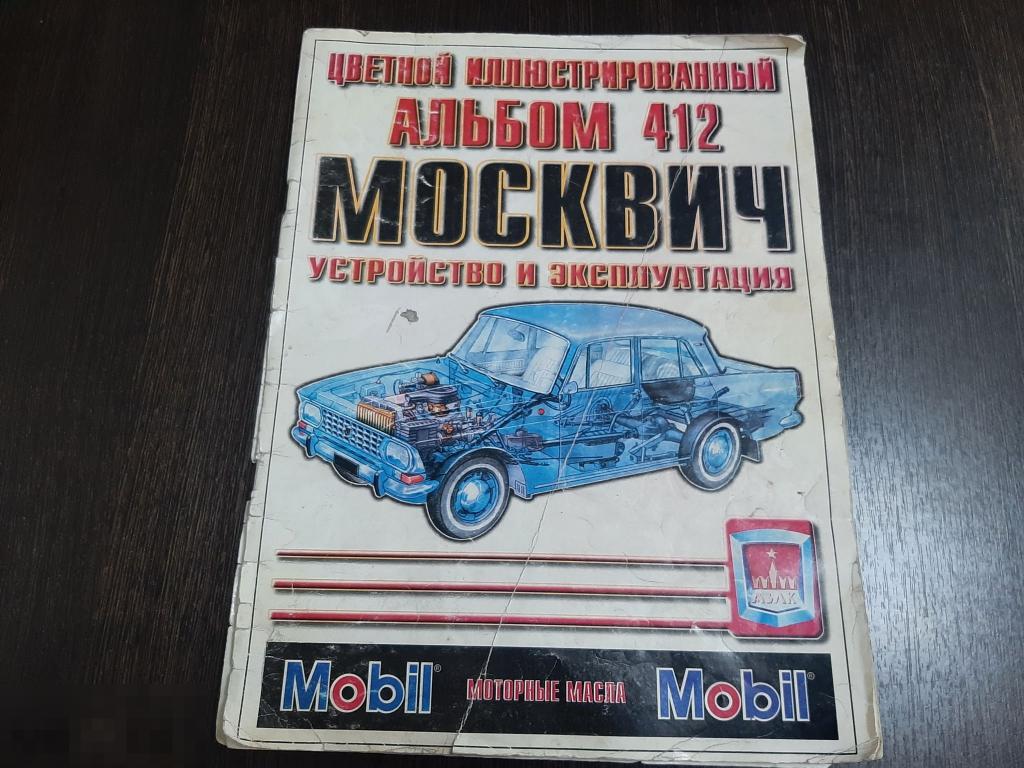 ЦВЕТНОЙ ИЛЛЮСТРИРОВАННЫЙ
АЛЬБОМ 412
МОСКВИЧ
УСТРОЙСТВО И ЭКСПЛУАТАЦИЯ
АЗЛК
Mobil® МОТОРНЫЕ МАСЛА Mobil®